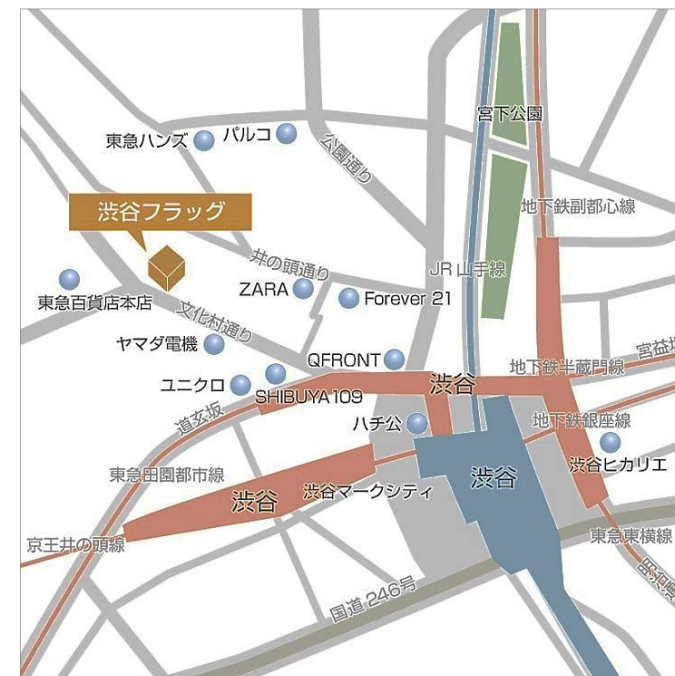 宮下公園
東急ハンズ
パルコ
公園通り
渋谷フラッグ
地下鉄副都心線
井の頭通り
JR山手線
東急百貨店本店
ZARA
Forever 21
文化村通り
ヤマダ電機
QFRONT
地下鉄半蔵門線
宮益坂
渋谷
ユニクロ
SHIBUYA109
道玄坂
ハチ公
地下鉄銀座線
渋谷ヒカリエ
東急田園都市線
渋谷
渋谷マークシティ
渋谷
京王井の頭線
東急東横線
国道246号